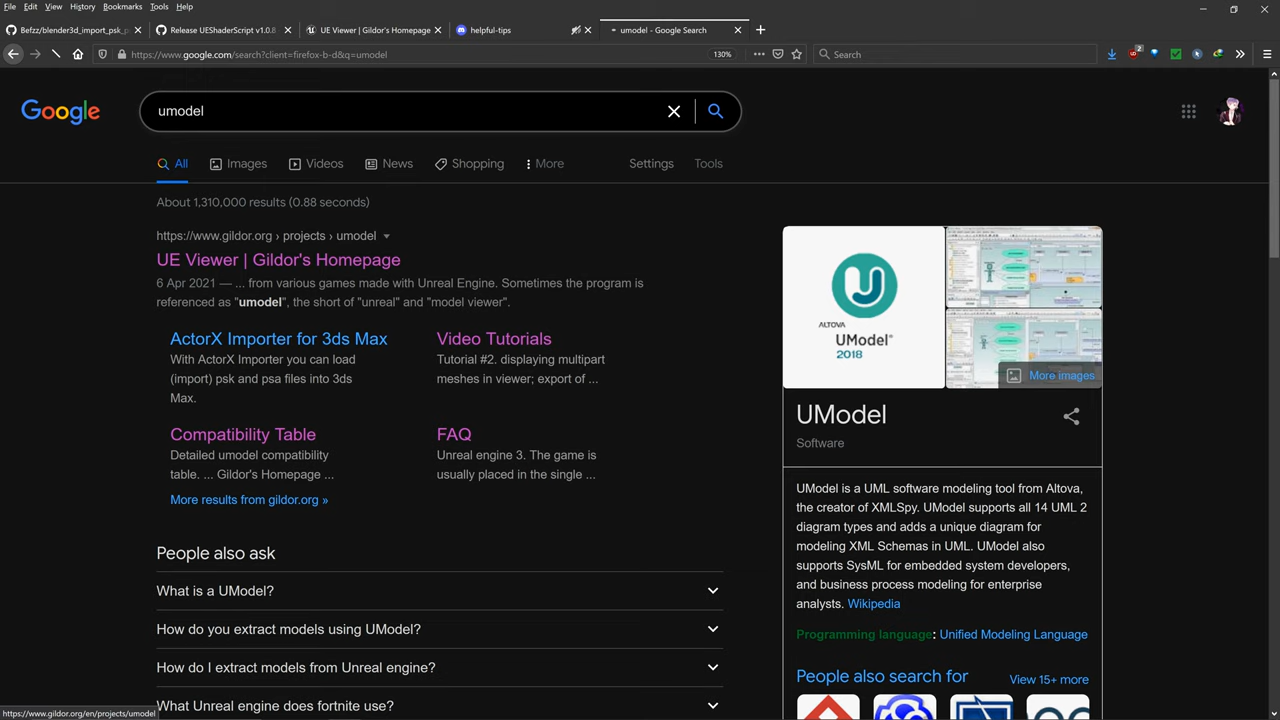 File Edit View History Bookmarks Tools Help
Befzz/blender3d_import_psk_p
Release UEShaderScript v1.0.8
UE Viewer | Gildor's Homepage
helpful-tips
umodel - Google Search
https://www.google.com/search?client=firefox-b-d&q=umodel
130%
Search
2
Google
umodel
All
Images
Videos
News
Shopping
More
Settings
Tools
About 1,310,000 results (0.88 seconds)
https://www.gildor.org › projects › umodel
UE Viewer | Gildor's Homepage
6 Apr 2021 — ... from various games made with Unreal Engine. Sometimes the program is
referenced as "umodel", the short of "unreal" and "model viewer".
ActorX Importer for 3ds Max
With ActorX Importer you can load
(import) psk and psa files into 3ds
Max.
Video Tutorials
Tutorial #2. displaying multipart
meshes in viewer; export of ...
Compatibility Table
Detailed umodel compatibility
table. ... Gildor's Homepage ...
FAQ
Unreal engine 3. The game is
usually placed in the single ...
More results from gildor.org »
People also ask
What is a UModel?
How do you extract models using UModel?
How do I extract models from Unreal engine?
What Unreal engine does fortnite use?
https://www.gildor.org/en/projects/umodel
ALTOVA
UModel®
2018
More images
UModel
Software
UModel is a UML software modeling tool from Altova,
the creator of XMLSpy. UModel supports all 14 UML 2
diagram types and adds a unique diagram for
modeling XML Schemas in UML. UModel also
supports SysML for embedded system developers,
and business process modeling for enterprise
analysts. Wikipedia
Programming language: Unified Modeling Language
People also search for
View 15+ more